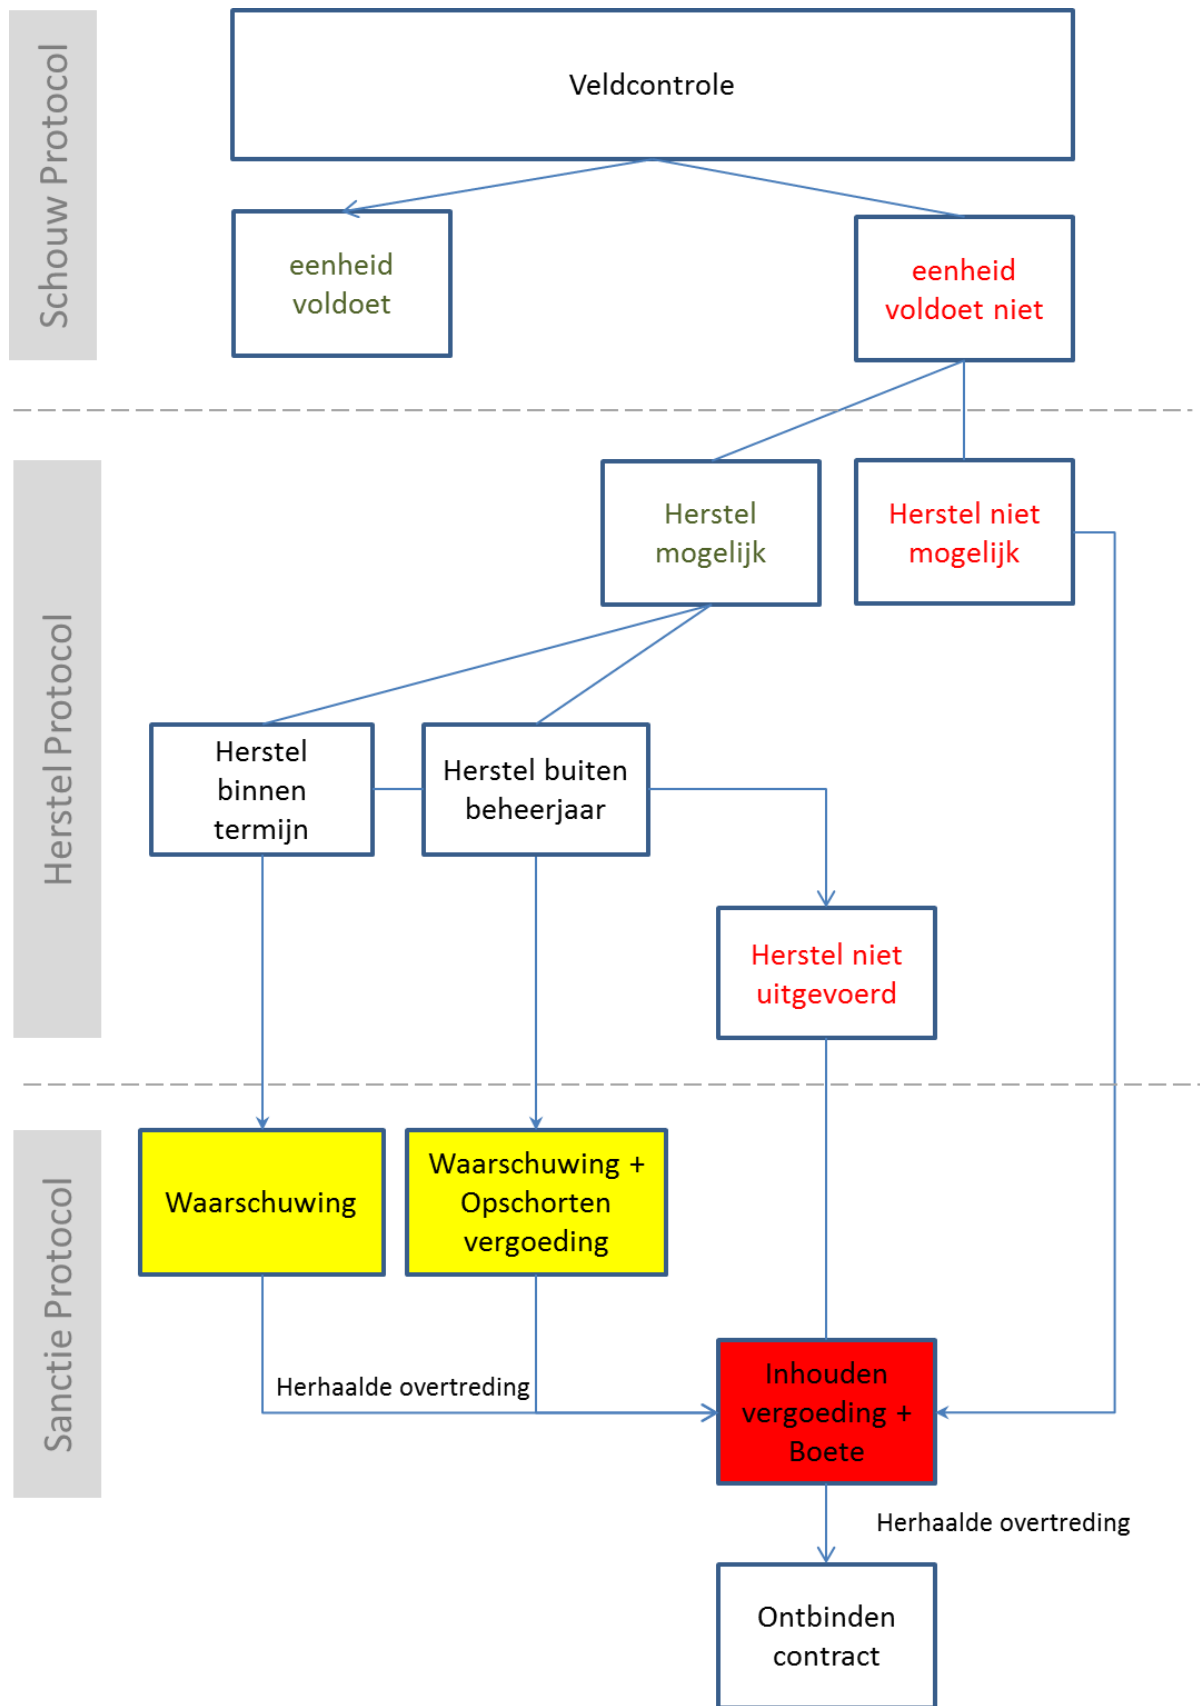 Schouw Protocol
Veldcontrole
eenheid
voldoet
eenheid
voldoet niet
Herstel Protocol
Herstel
mogelijk
Herstel niet
mogelijk
Herstel
binnen
termijn
Herstel buiten
beheerjaar
Herstel niet
uitgevoerd
Sanctie Protocol
Waarschuwing
Waarschuwing +
Opschorten
vergoeding
Herhaalde overtreding
Inhouden
vergoeding +
Boete
Herhaalde overtreding
Ontbinden
contract